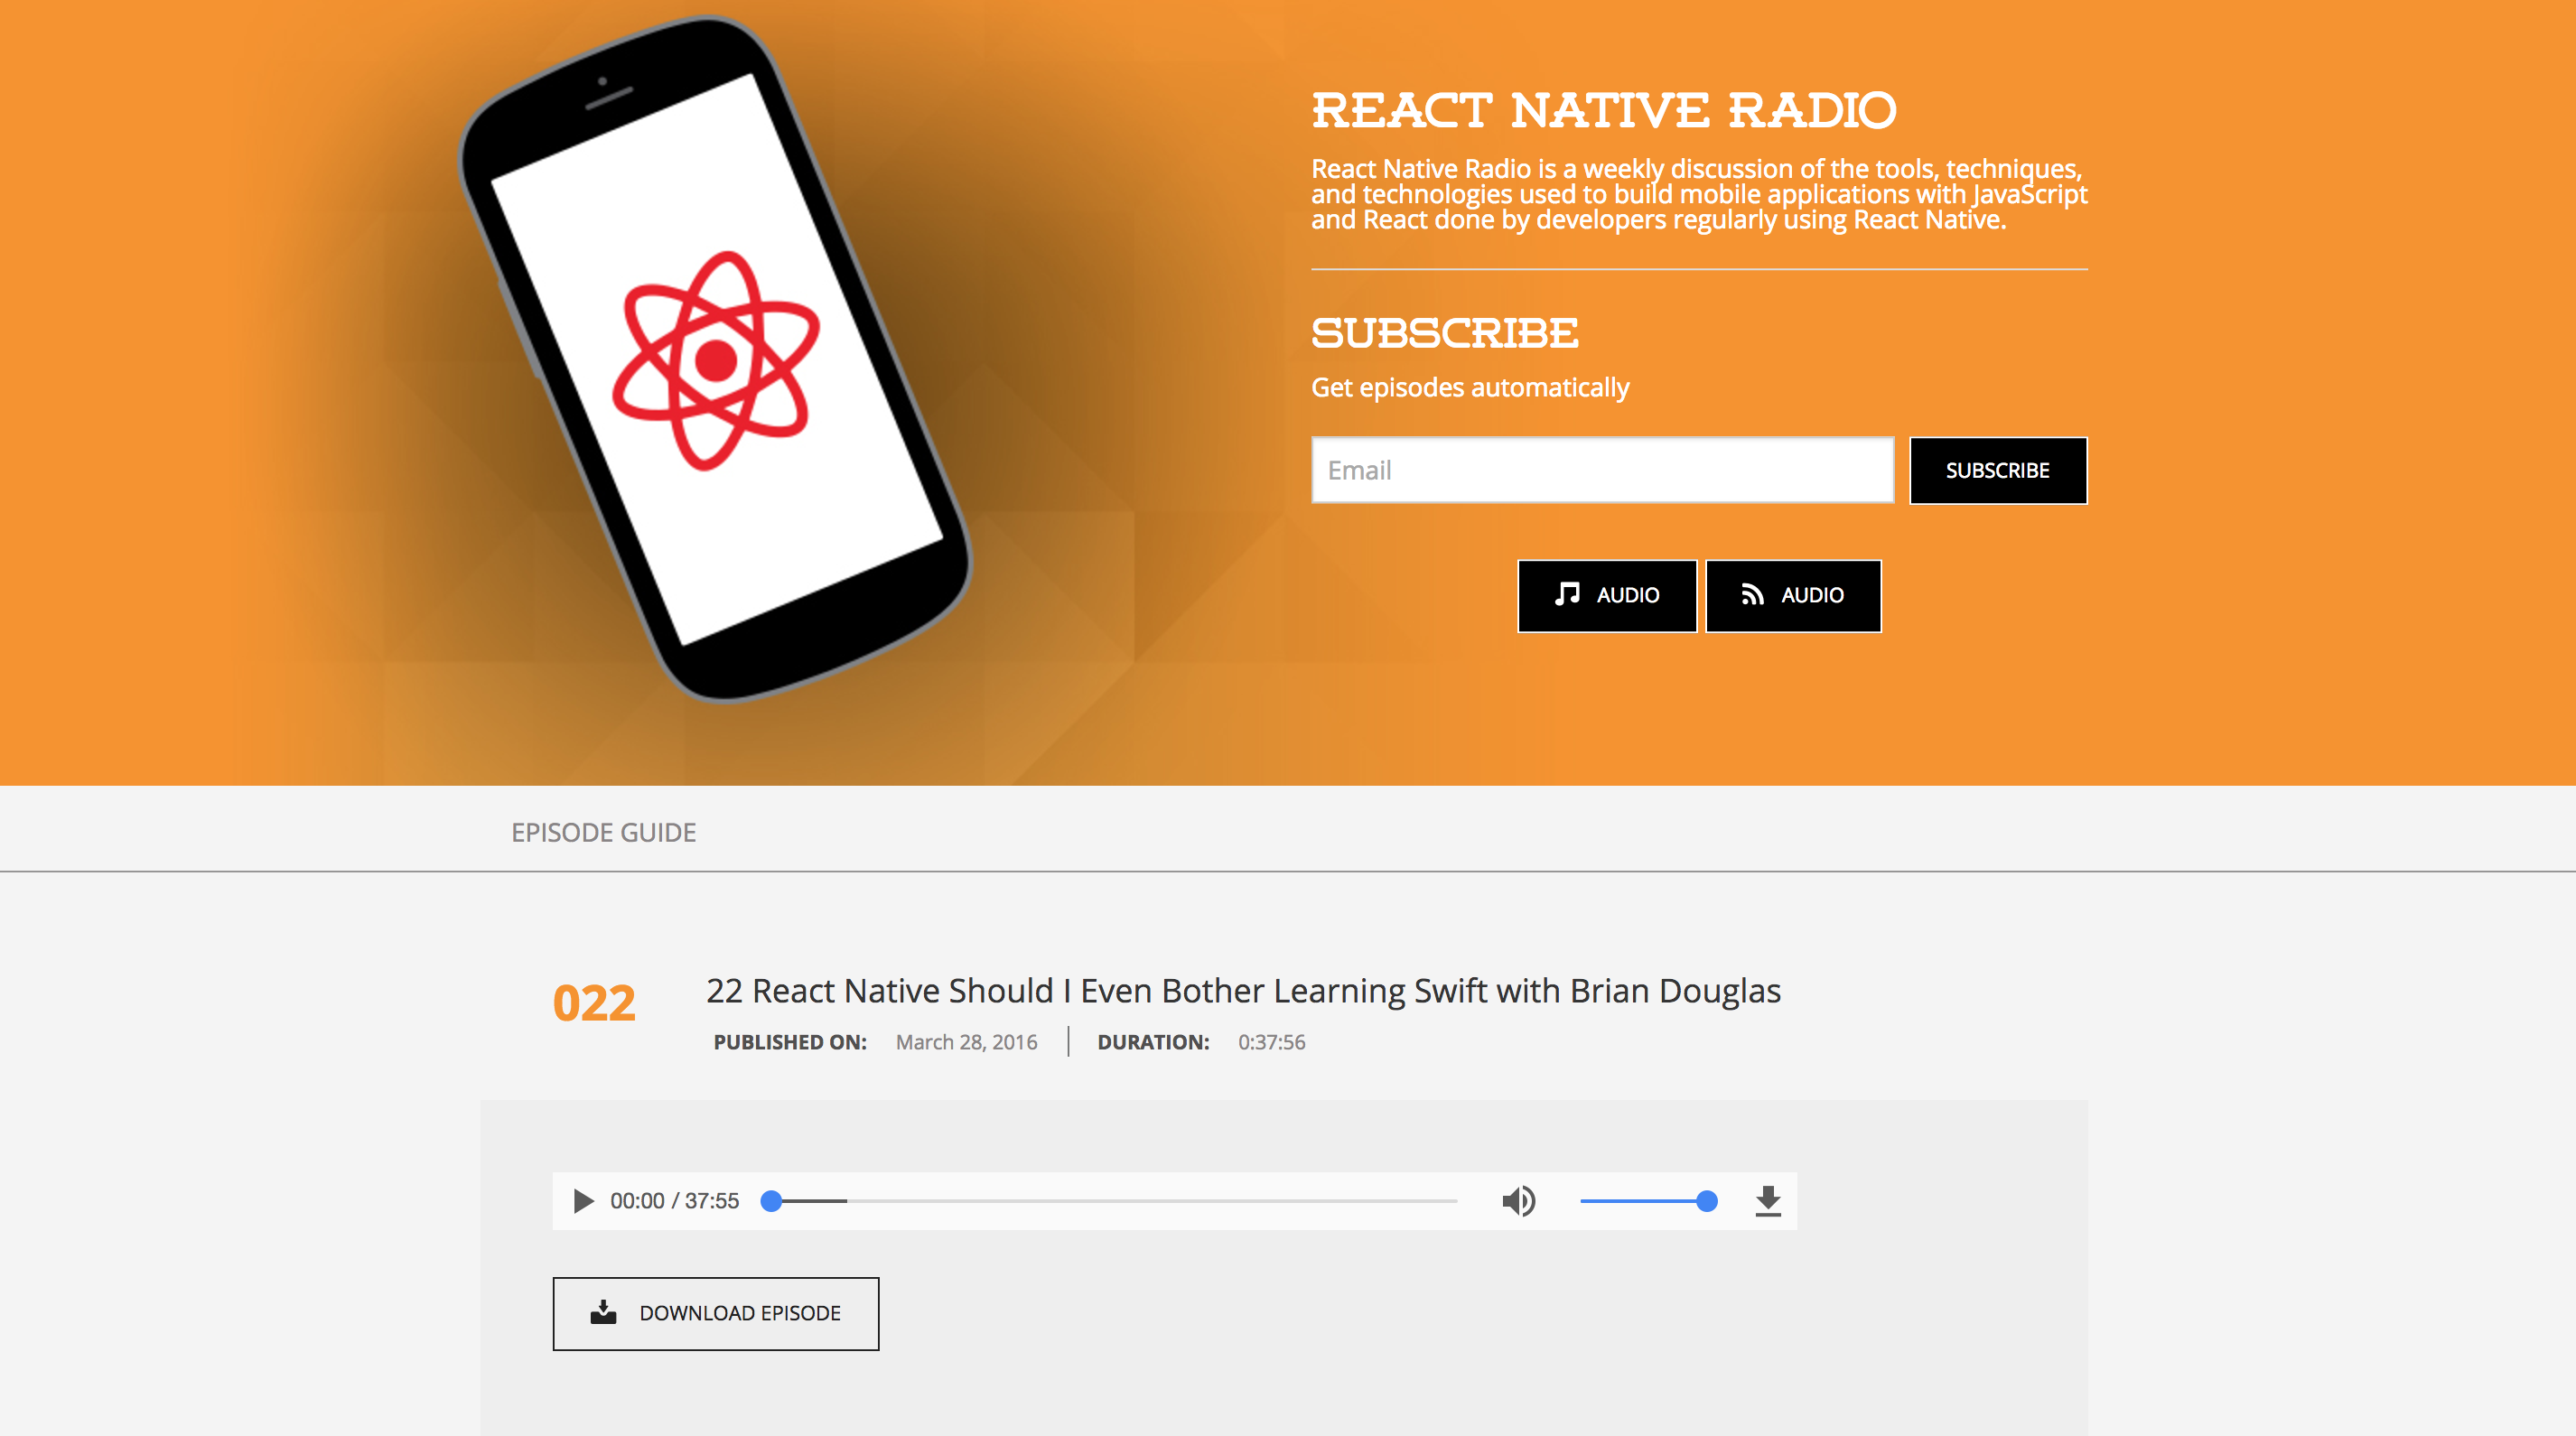 REACT NATIVE RADIO
React Native Radio is a weekly discussion of the tools, techniques,
and technologies used to build mobile applications with JavaScript
and React done by developers regularly using React Native.
SUBSCRIBE
Get episodes automatically
Email
SUBSCRIBE
AUDIO
AUDIO
EPISODE GUIDE
022
22 React Native Should I Even Bother Learning Swift with Brian Douglas
PUBLISHED ON: March 28, 2016 DURATION: 0:37:56
00:00 / 37:55
DOWNLOAD EPISODE